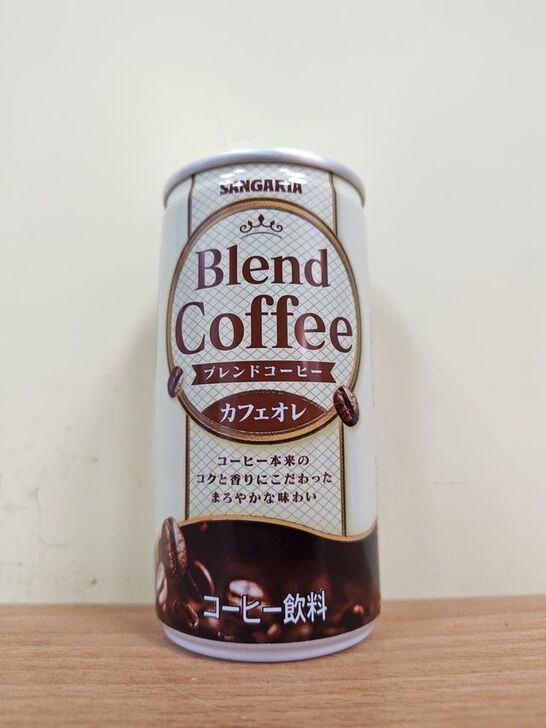 SANGARIA
Blend
Coffee
ブレンドコーヒー
カフェオレ
コーヒー本来の
コクと香りにこだわった
まろやかな味わい
コーヒー飲料